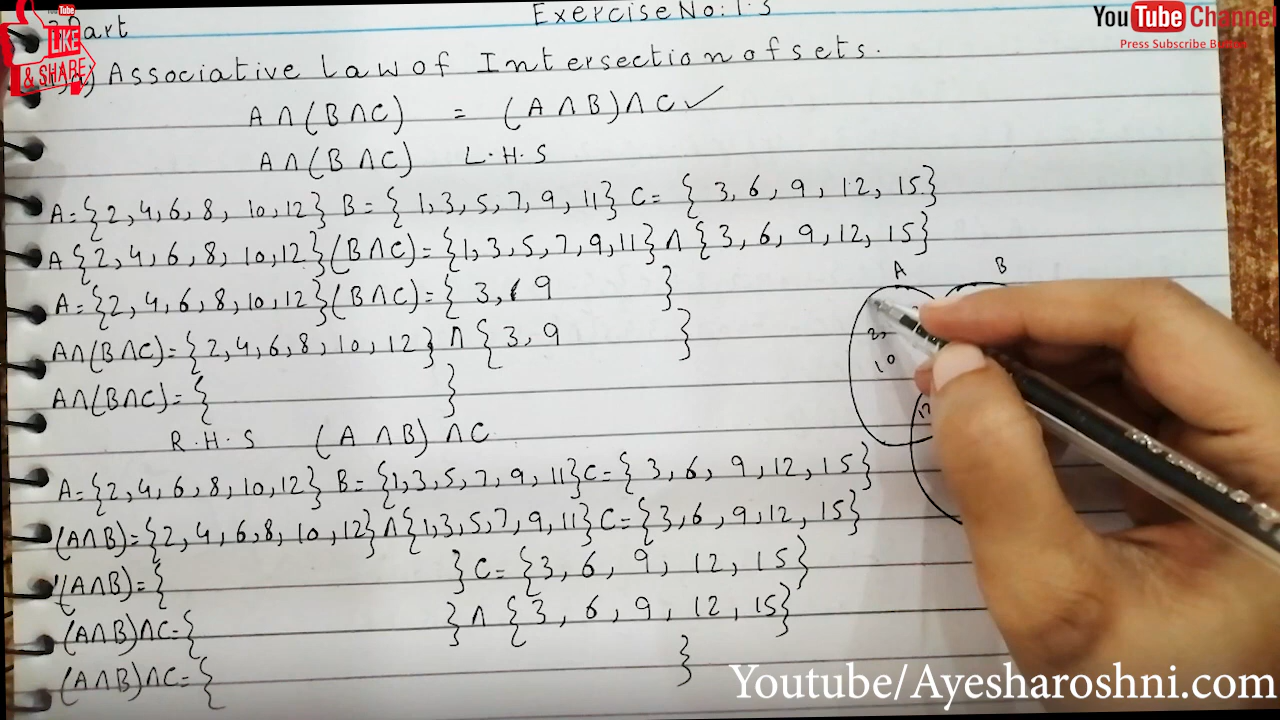 Part
Exercise No: 1.3
You Tube Channel
Press Subscribe Button
LIKE
& SHARE
a) Associative law of Intersection of sets.
A∩(B∩C) = (A∩B)∩C ✓
A∩(B∩C) L.H.S
A={2,4,6,8,10,12} B={1,3,5,7,9,11} C={3,6,9,12,15}
A{2,4,6,8,10,12}(B∩C)={1,3,5,7,9,11}∩{3,6,9,12,15}
A={2,4,6,8,10,12}(B∩C)={3, 9 }
A∩(B∩C)={2,4,6,8,10,12}∩{3,9 }
A∩(B∩C)={ }
R.H.S (A∩B)∩C
A={2,4,6,8,10,12} B={1,3,5,7,9,11}C={3,6,9,12,15}
(A∩B)={2,4,6,8,10,12}∩{1,3,5,7,9,11}C={3,6,9,12,15}
(A∩B)={ }C={3,6,9,12,15}
(A∩B)∩C={ }∩{3,6,9,12,15}
(A∩B)∩C={ }
A B
10
12
Youtube/Ayesharoshni.com